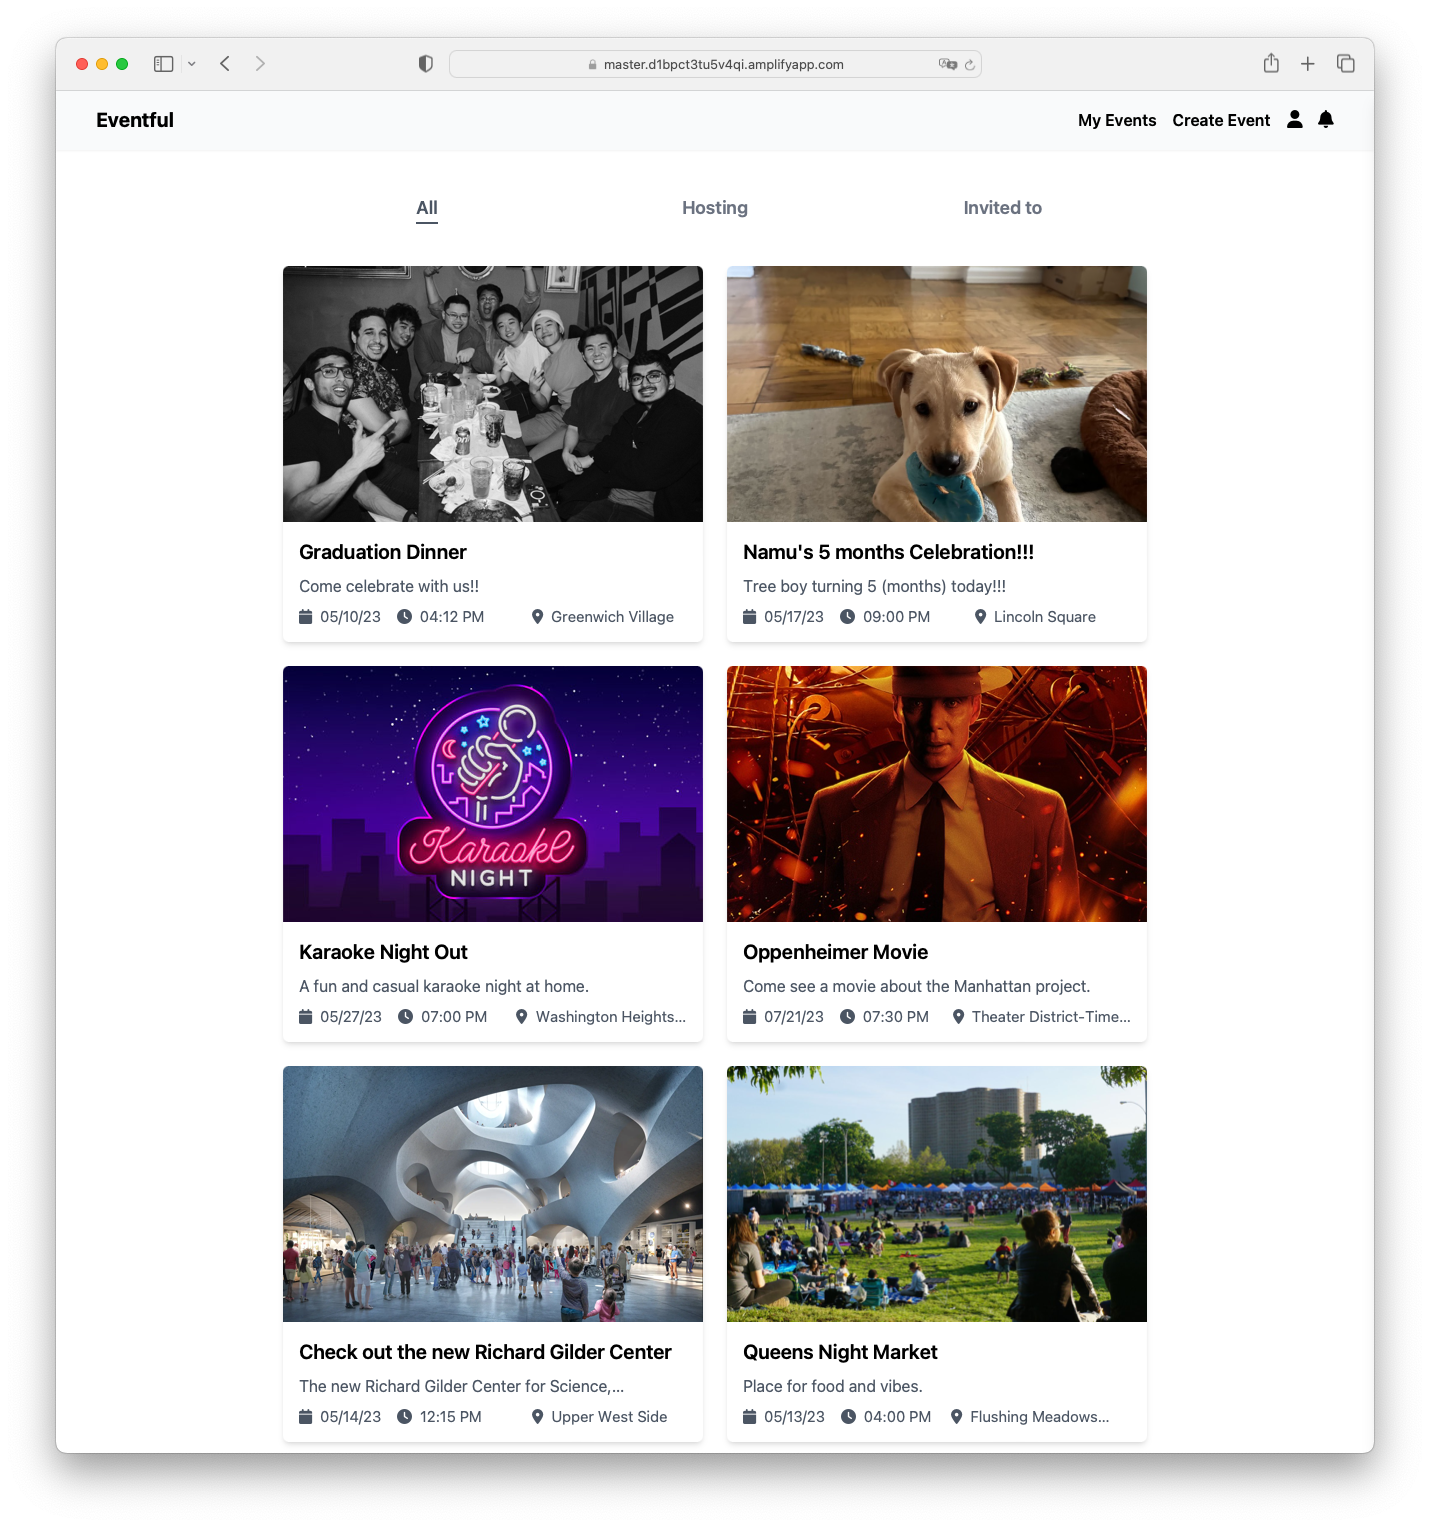 master.d1bpct3tu5v4qi.amplifyapp.com
Eventful
My Events Create Event
All Hosting Invited to
Graduation Dinner
Come celebrate with us!!
05/10/23 04:12 PM Greenwich Village
Namu's 5 months Celebration!!!
Tree boy turning 5 (months) today!!!
05/17/23 09:00 PM Lincoln Square
Karaoke
NIGHT
Karaoke Night Out
A fun and casual karaoke night at home.
05/27/23 07:00 PM Washington Heights...
Oppenheimer Movie
Come see a movie about the Manhattan project.
07/21/23 07:30 PM Theater District-Time...
Check out the new Richard Gilder Center
The new Richard Gilder Center for Science,...
05/14/23 12:15 PM Upper West Side
Queens Night Market
Place for food and vibes.
05/13/23 04:00 PM Flushing Meadows...